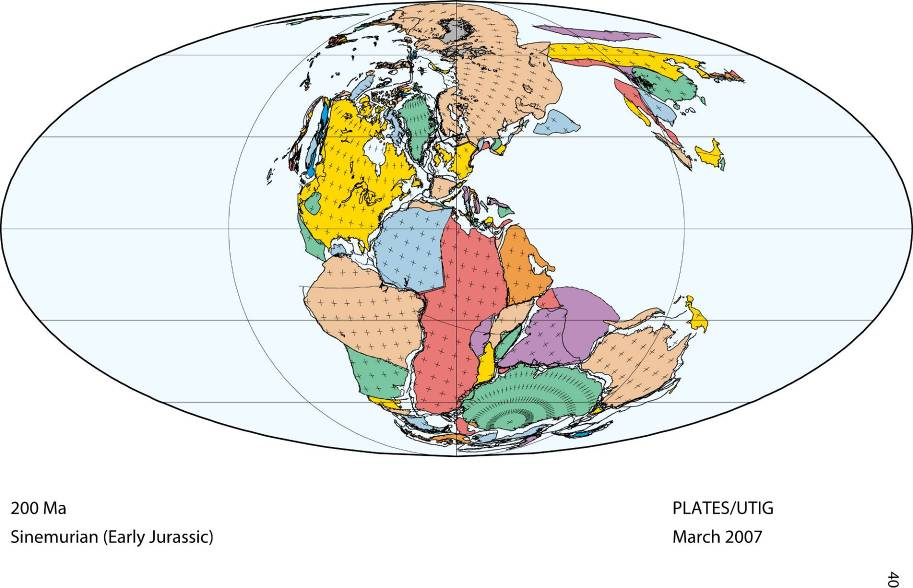 200 Ma
Sinemurian (Early Jurassic)
PLATES/UTIG
March 2007
40